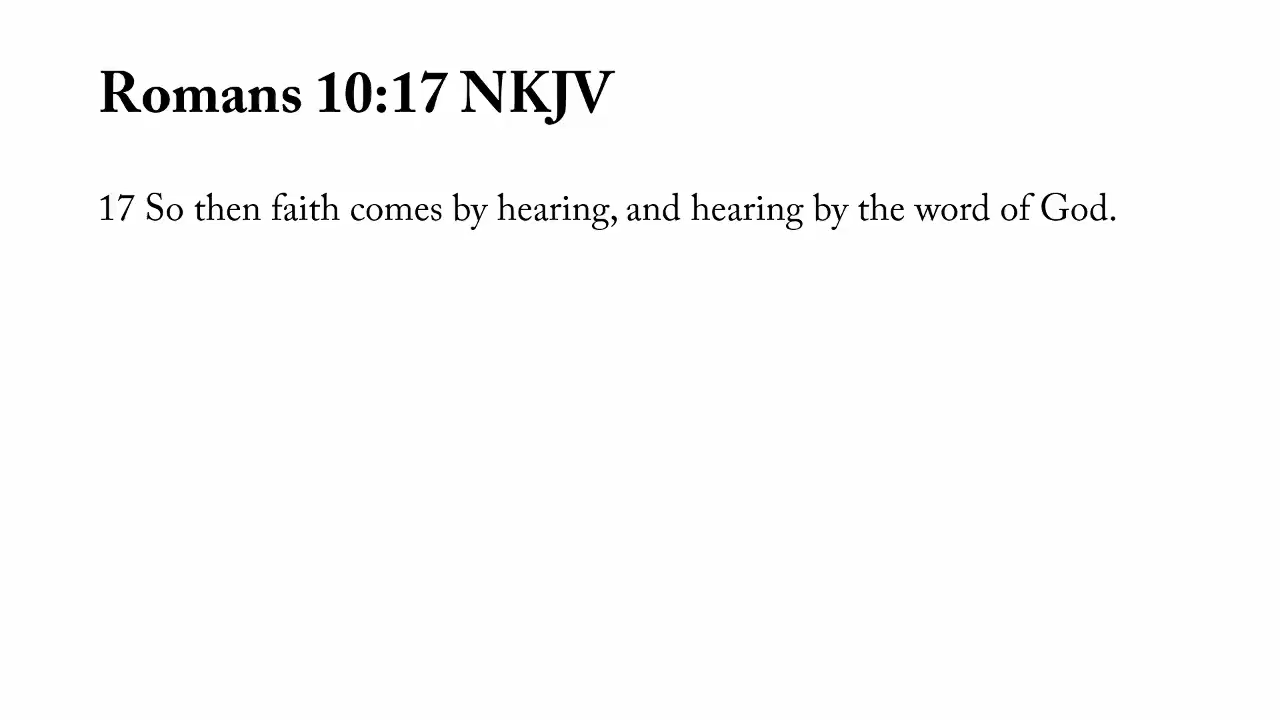 Romans 10:17 NKJV
17 So then faith comes by hearing, and hearing by the word of God.